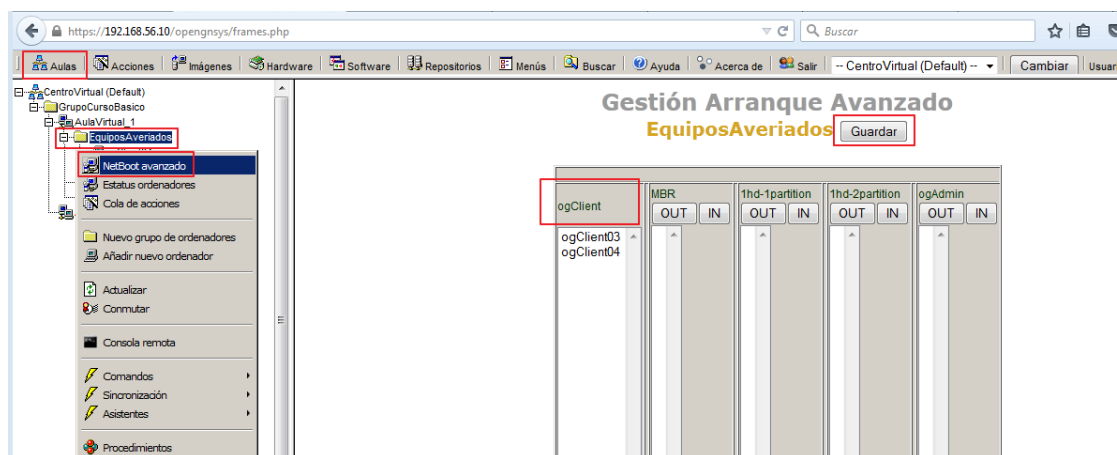 https://192.168.56.10/opengnsys/frames.php
Buscar
Aulas Acciones Imágenes Hardware Software Repositorios Menús Buscar Ayuda Acerca de Salir -- CentroVirtual (Default) -- Cambiar Usuar
CentroVirtual (Default)
GrupoCursoBasico
AulaVirtual_1
EquiposAveriados
NetBoot avanzado
Estatus ordenadores
Cola de acciones
Nuevo grupo de ordenadores
Añadir nuevo ordenador
Actualizar
Conmutar
Consola remota
Comandos
Sincronización
Asistentes
Procedimientos
Gestión Arranque Avanzado
EquiposAveriados Guardar
ogClient MBR 1hd-1partition 1hd-2partition ogAdmin
OUT IN OUT IN OUT IN OUT IN
ogClient03
ogClient04